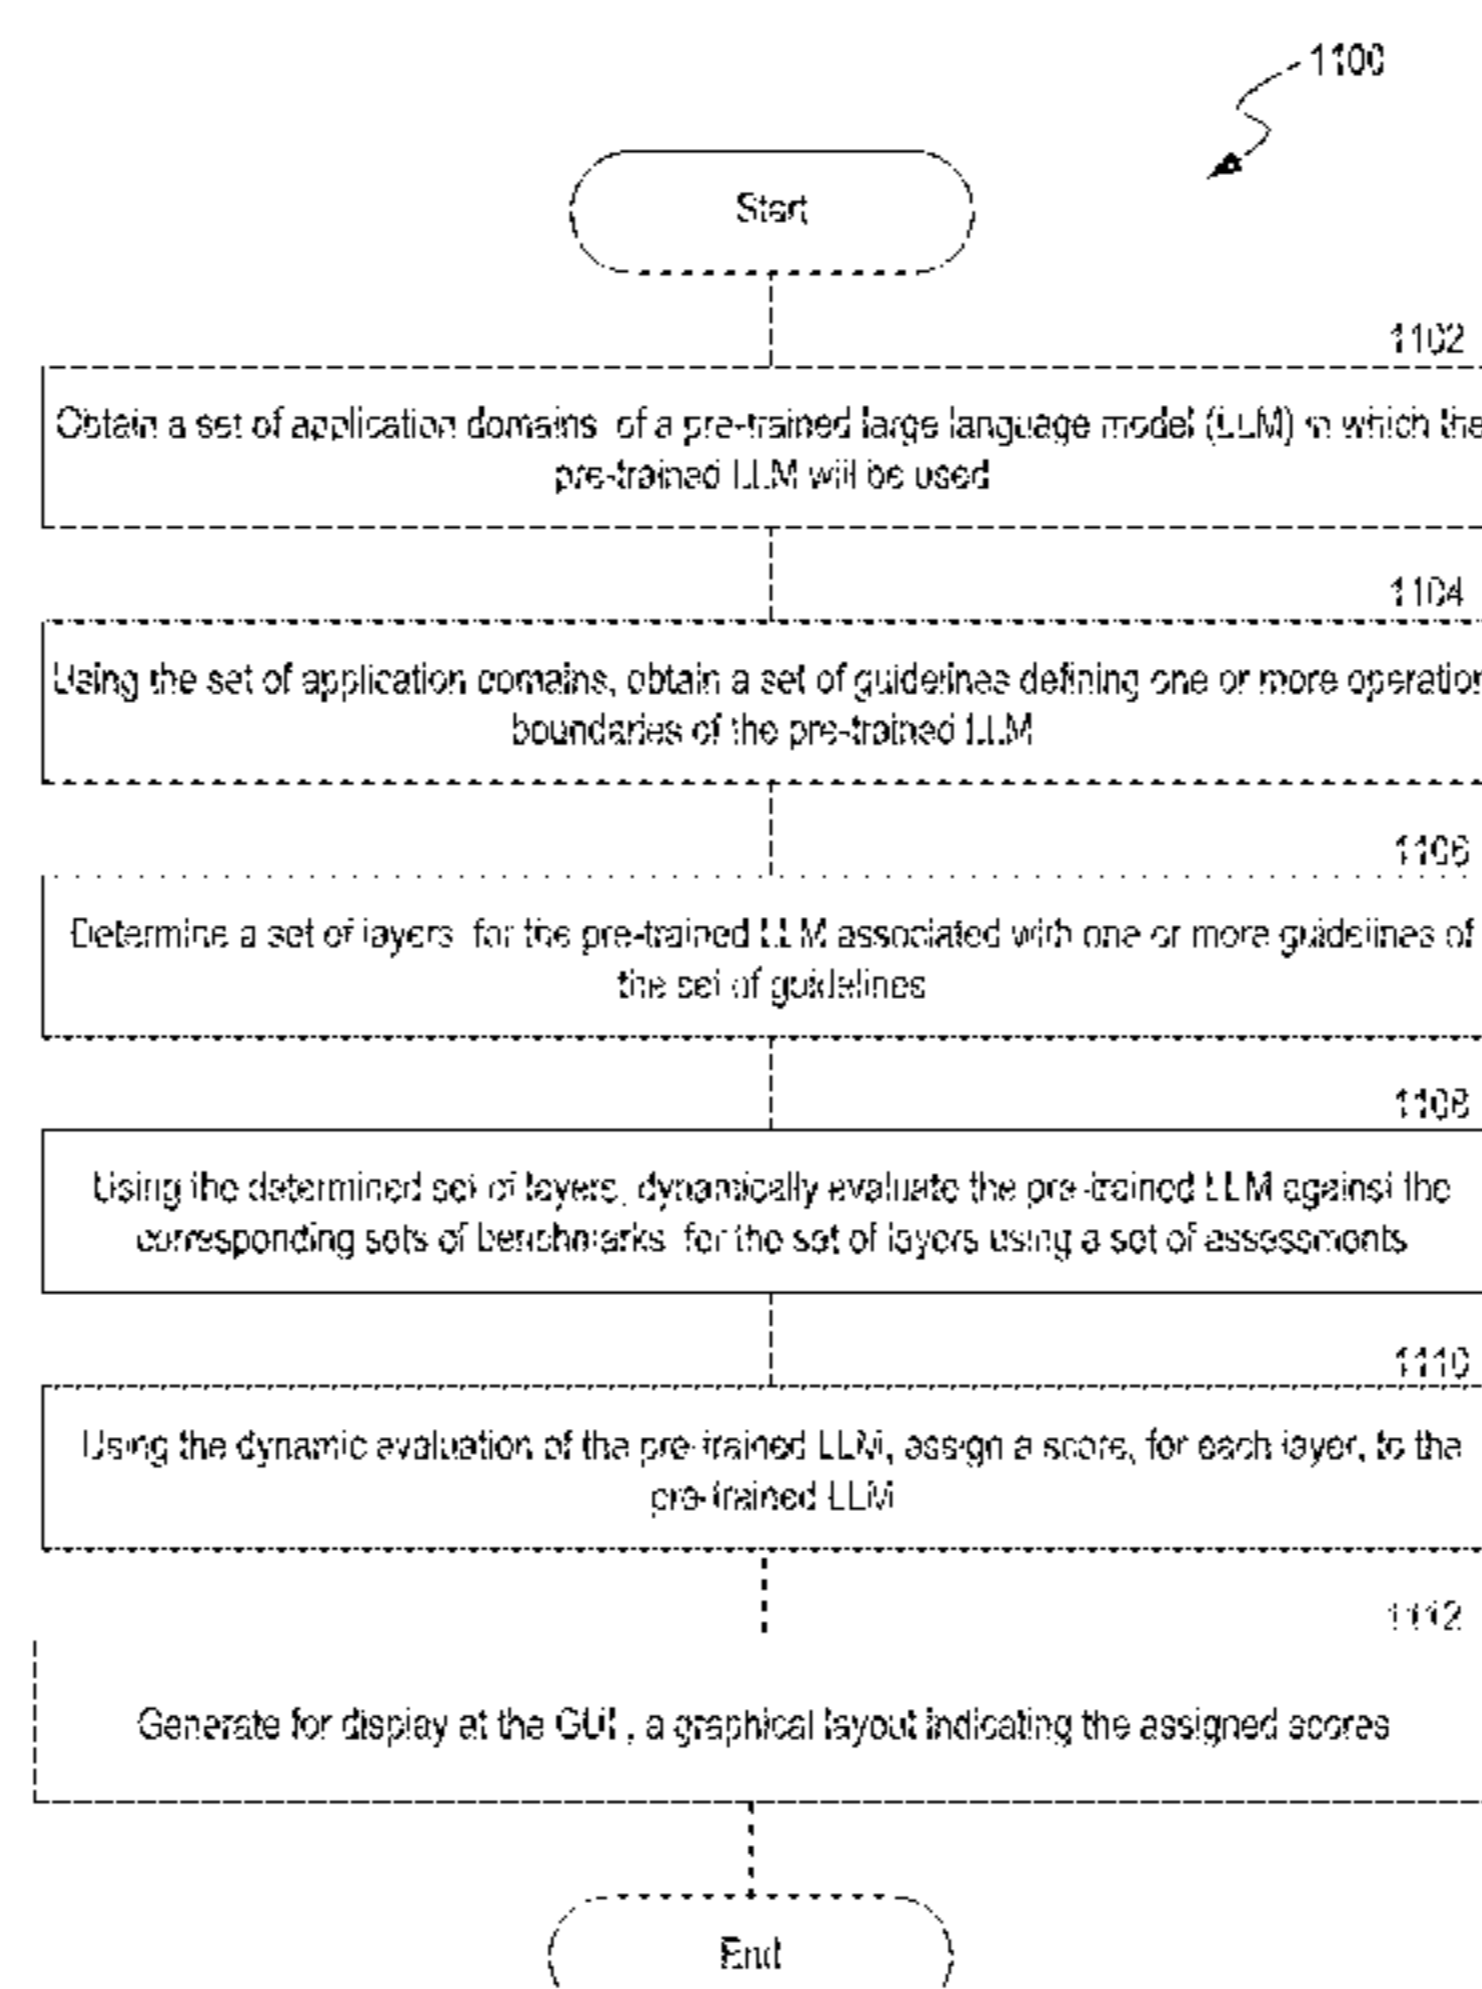 1100
Start
1102
Obtain a set of application domains of a pre-trained large language model (LLM) in which the
pre-trained LLM will be used
1104
Using the set of application domains, obtain a set of guidelines defining one or more operation
boundaries of the pre-trained LLM
1106
Determine a set of layers for the pre-trained LLM associated with one or more guidelines of
the set of guidelines
1108
Using the determined set of layers, dynamically evaluate the pre-trained LLM against the
corresponding sets of benchmarks for the set of layers using a set of assessments
1110
Using the dynamic evaluation of the pre-trained LLM, assign a score, for each layer, to the
pre-trained LLM
1112
Generate for display at the GUI , a graphical layout indicating the assigned scores
End